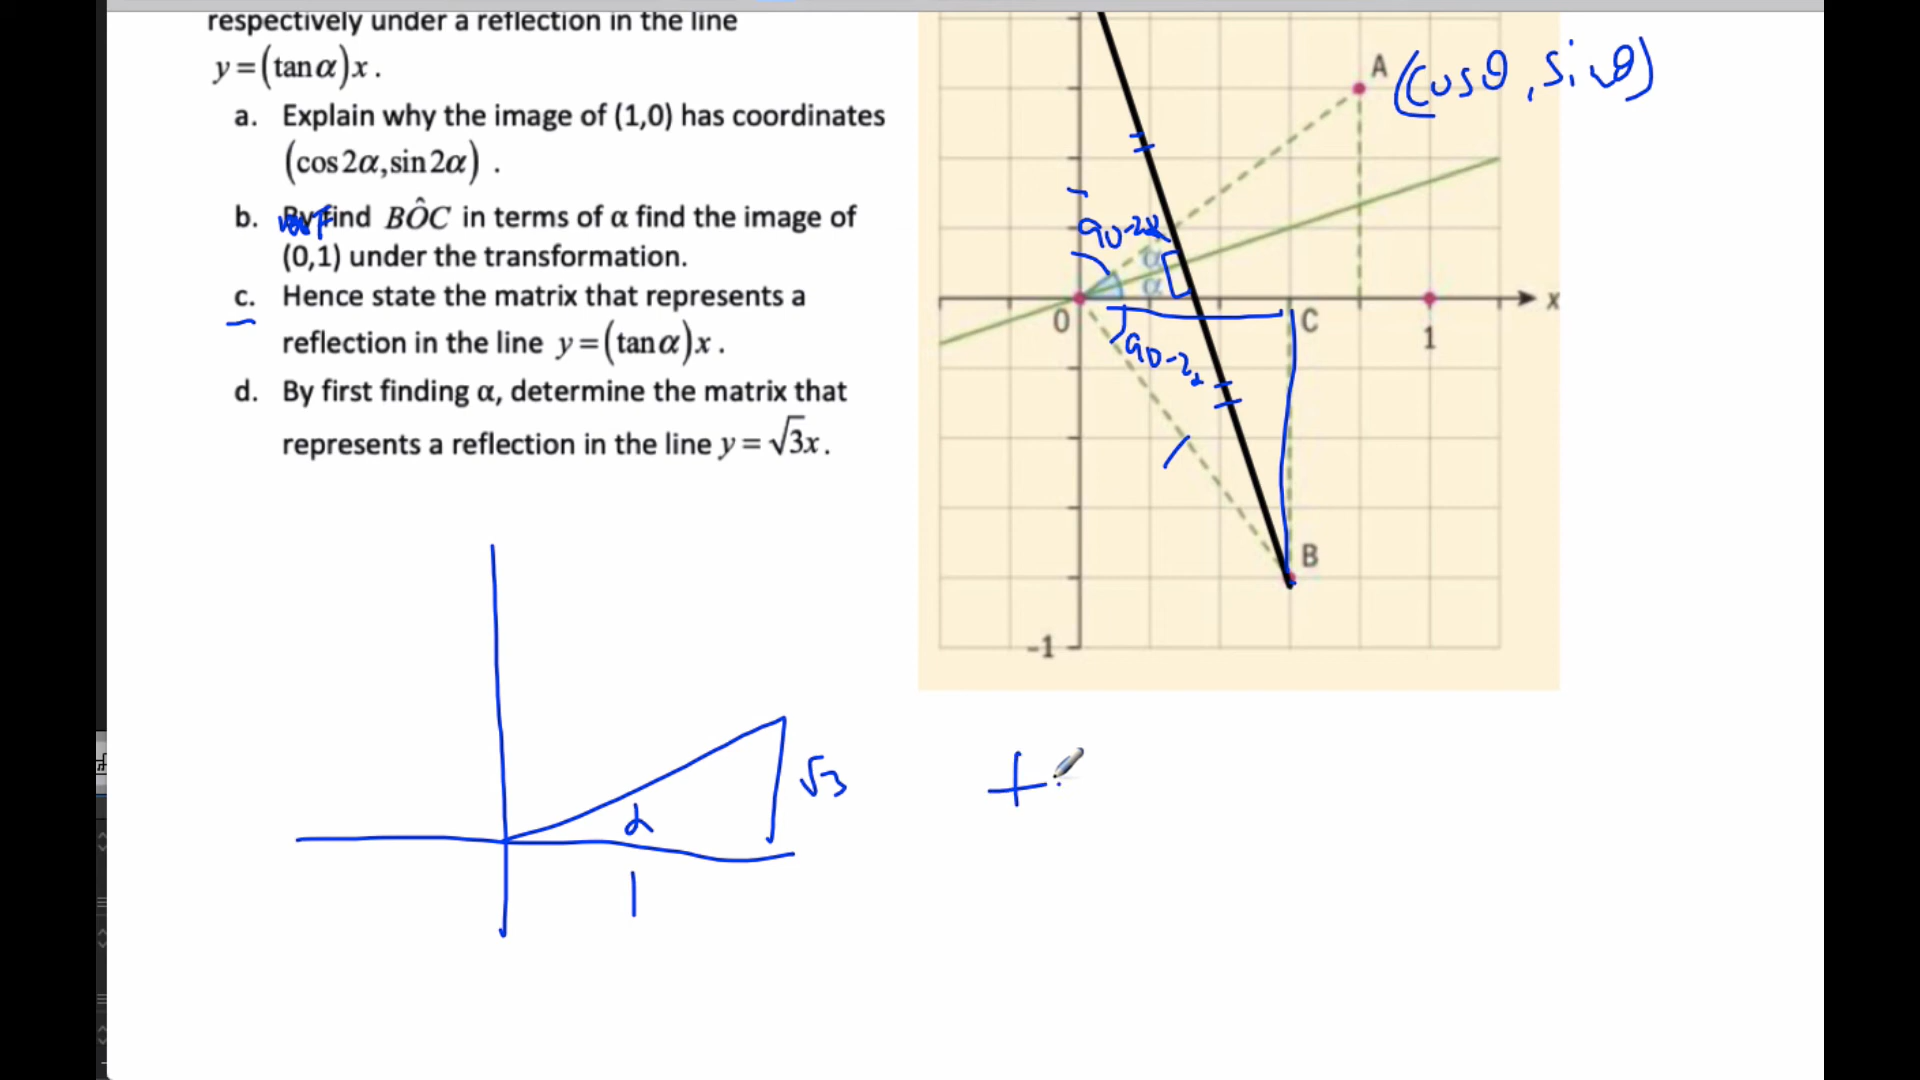 respectively under a reflection in the line
y=(tanα)x.
a. Explain why the image of (1,0) has coordinates
(cos2α,sin2α) .
b. By find BÔC in terms of α find the image of
(0,1) under the transformation.
c. Hence state the matrix that represents a
reflection in the line y=(tanα)x.
d. By first finding α, determine the matrix that
represents a reflection in the line y=√3x.
A (cosθ, sinθ)
90-2α
α
α
0 C 1 x
90-2α
1
B
-1
√3
α
1